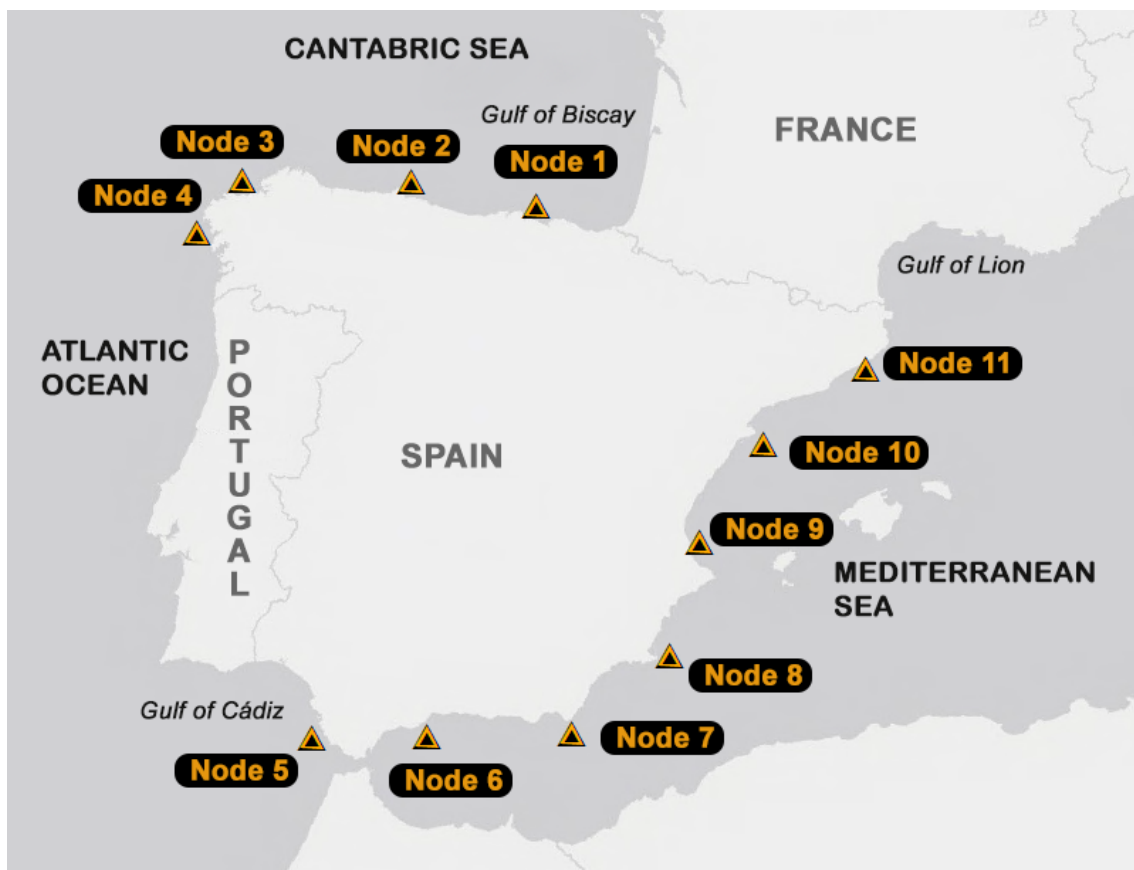 CANTABRIC SEA
Gulf of Biscay
FRANCE
Node 3
Node 2
Node 1
Node 4
Gulf of Lion
ATLANTIC
OCEAN
PORTUGAL
Node 11
SPAIN
Node 10
Node 9
MEDITERRANEAN
SEA
Node 8
Gulf of Cádiz
Node 7
Node 5
Node 6